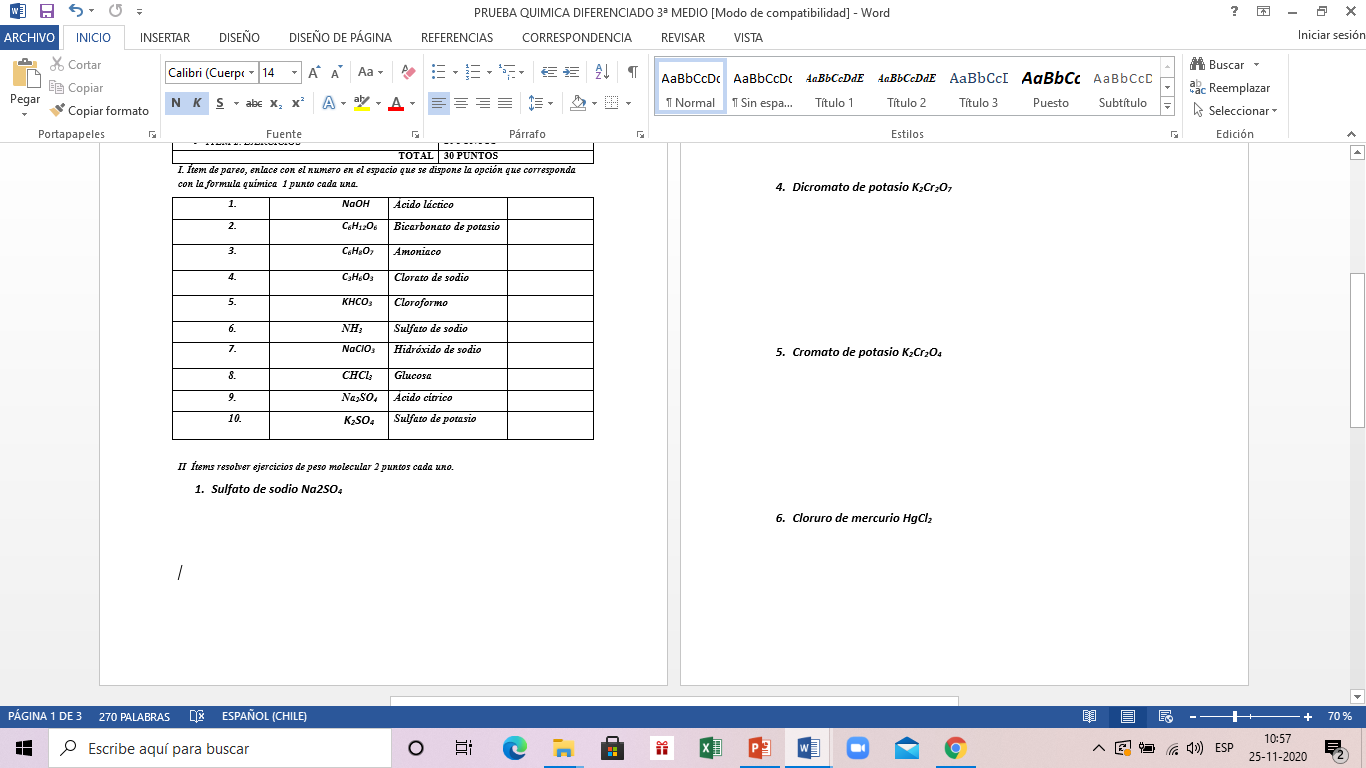 PRUEBA QUIMICA DIFERENCIADO 3ª MEDIO [Modo de compatibilidad] - Word
ARCHIVO INICIO INSERTAR DISEÑO DISEÑO DE PÁGINA REFERENCIAS CORRESPONDENCIA REVISAR VISTA Iniciar sesión
Pegar
Cortar
Copiar
Copiar formato
Portapapeles
Calibri (Cuerpo 14
N K S abc x₂ x²
Fuente
Párrafo
AaBbCcDc AaBbCcDc AaBbCcDdE AaBbCcDdE AaBbCcI AaBbCc AaBbCcD
¶ Normal ¶ Sin espa... Título 1 Título 2 Título 3 Puesto Subtítulo
Estilos
Buscar
Reemplazar
Seleccionar
Edición
TOTAL 30 PUNTOS
I. Ítem de pareo, enlace con el numero en el espacio que se dispone la opción que corresponda
con la formula química 1 punto cada una.
1. NaOH Acido láctico
2. C₆H₁₂O₆ Bicarbonato de potasio
3. C₆H₈O₇ Amoniaco
4. C₃H₆O₃ Clorato de sodio
5. KHCO₃ Cloroformo
6. NH₃ Sulfato de sodio
7. NaClO₃ Hidróxido de sodio
8. CHCl₃ Glucosa
9. Na₂SO₄ Acido cítrico
10. K₂SO₄ Sulfato de potasio
II Ítems resolver ejercicios de peso molecular 2 puntos cada uno.
1. Sulfato de sodio Na2SO₄
/
4. Dicromato de potasio K₂Cr₂O₇
5. Cromato de potasio K₂Cr₂O₄
6. Cloruro de mercurio HgCl₂
PÁGINA 1 DE 3 270 PALABRAS ESPAÑOL (CHILE) 70 %
Escribe aquí para buscar
ESP
10:57
25-11-2020
2